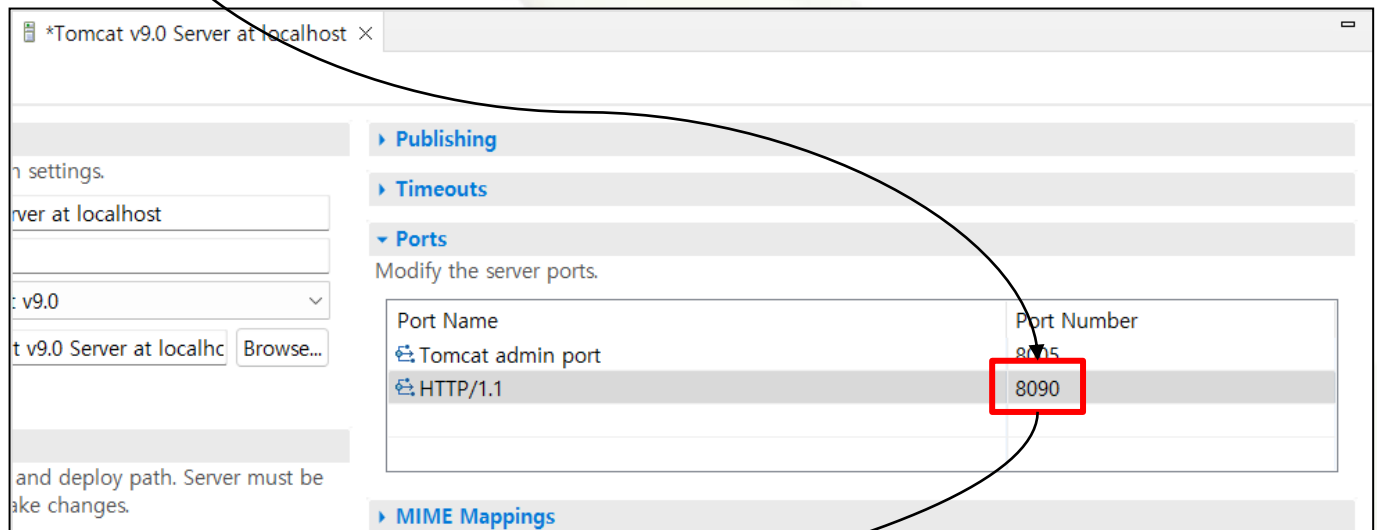 *Tomcat v9.0 Server at localhost
Publishing
n settings.
Timeouts
rver at localhost
Ports
Modify the server ports.
: v9.0
Port Name Port Number
t v9.0 Server at localhc Browse...
Tomcat admin port 8005
HTTP/1.1 8090
and deploy path. Server must be
ake changes.
MIME Mappings